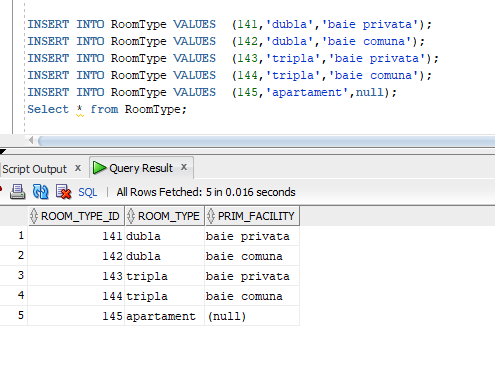 INSERT INTO RoomType VALUES  (141,'dubla','baie privata');
INSERT INTO RoomType VALUES  (142,'dubla','baie comuna');
INSERT INTO RoomType VALUES  (143,'tripla','baie privata');
INSERT INTO RoomType VALUES  (144,'tripla','baie comuna');
INSERT INTO RoomType VALUES  (145,'apartament',null);
Select * from RoomType;
Script Output x Query Result x
SQL | All Rows Fetched: 5 in 0.016 seconds
ROOM_TYPE_ID ROOM_TYPE PRIM_FACILITY
1 141 dubla baie privata
2 142 dubla baie comuna
3 143 tripla baie privata
4 144 tripla baie comuna
5 145 apartament (null)